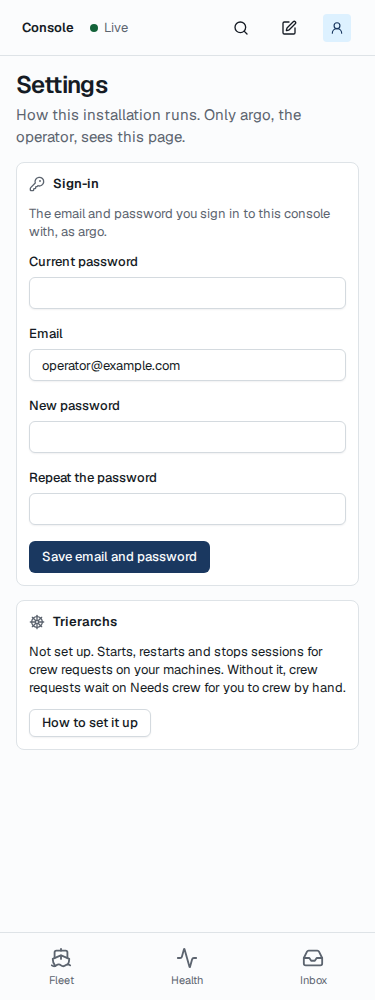 Console
Live
Settings
How this installation runs. Only argo, the
operator, sees this page.
Sign-in
The email and password you sign in to this console
with, as argo.
Current password
Email
operator@example.com
New password
Repeat the password
Save email and password
Trierarchs
Not set up. Starts, restarts and stops sessions for
crew requests on your machines. Without it, crew
requests wait on Needs crew for you to crew by hand.
How to set it up
Fleet
Health
Inbox